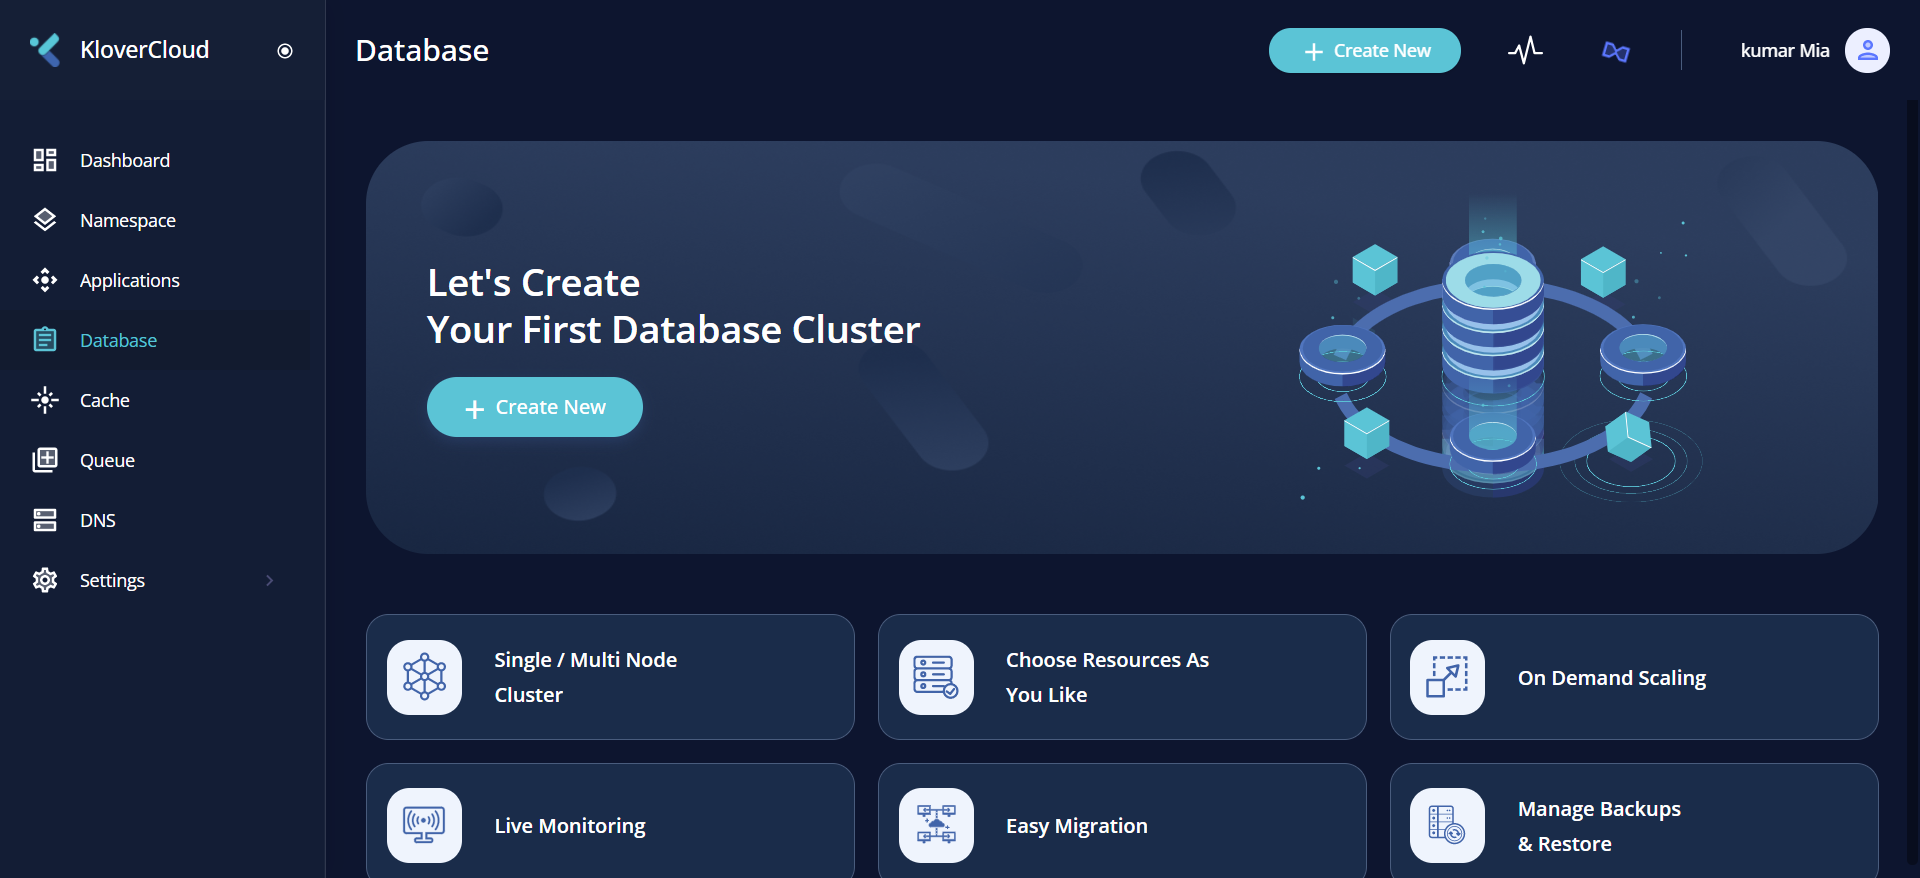 KloverCloud
Database
Create New
kumar Mia
Dashboard
Namespace
Applications
Database
Cache
Queue
DNS
Settings
Let's Create
Your First Database Cluster
Create New
Single / Multi Node
Cluster
Choose Resources As
You Like
On Demand Scaling
Live Monitoring
Easy Migration
Manage Backups
& Restore